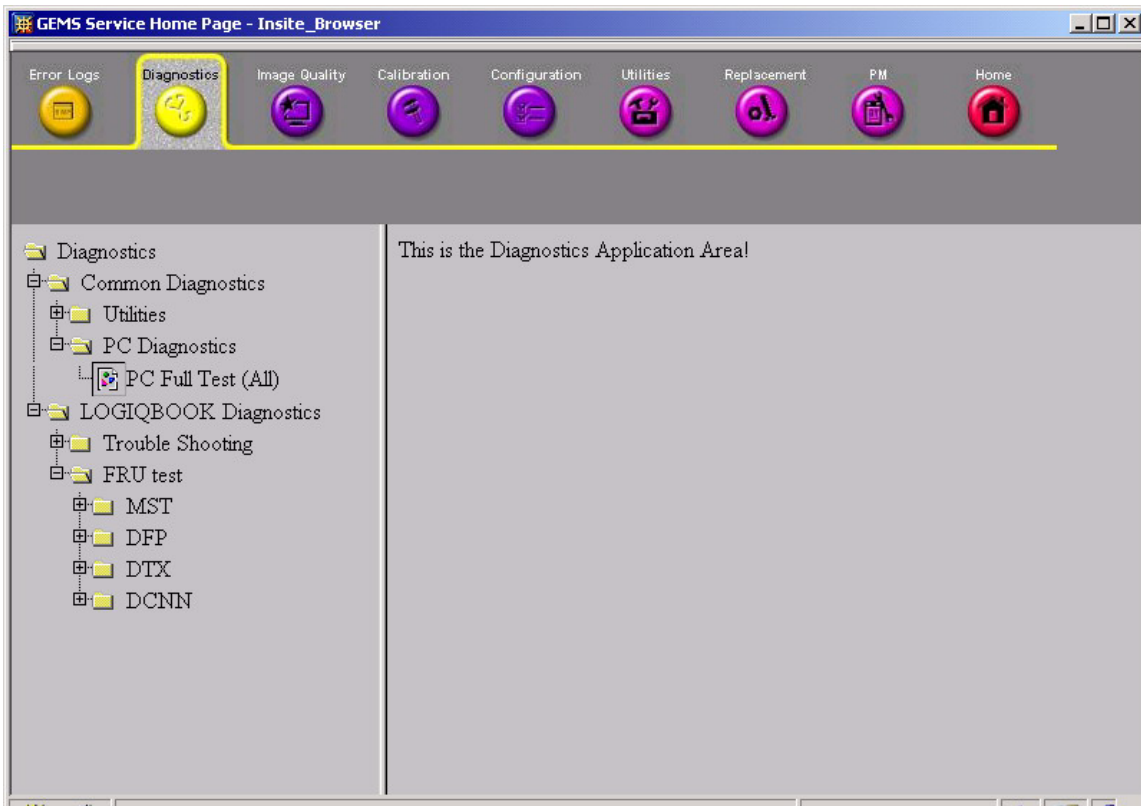 GEMS Service Home Page - Insite_Browser
Error Logs
Diagnostics
Image Quality
Calibration
Configuration
Utilities
Replacement
PM
Home
Diagnostics
Common Diagnostics
Utilities
PC Diagnostics
PC Full Test (All)
LOGIQBOOK Diagnostics
Trouble Shooting
FRU test
MST
DFP
DTX
DCNN
This is the Diagnostics Application Area!